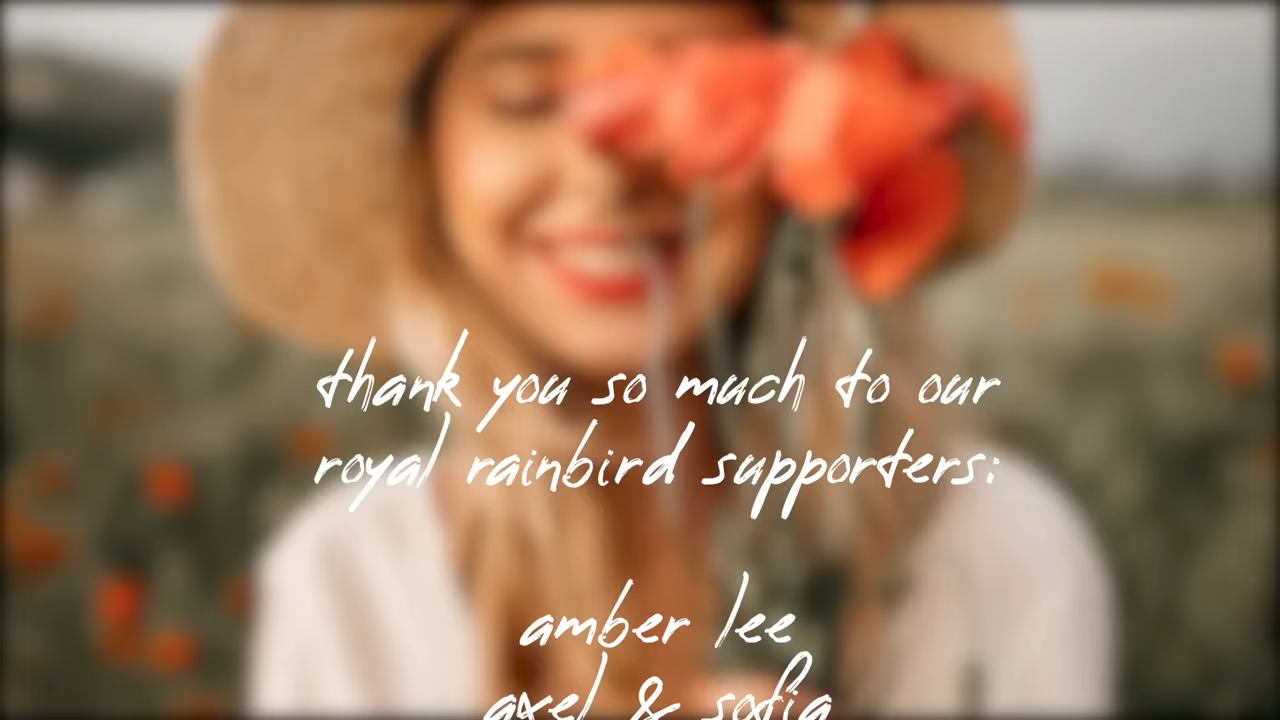 thank you so much to our
royal rainbird supporters:
amber lee
axel & sofia